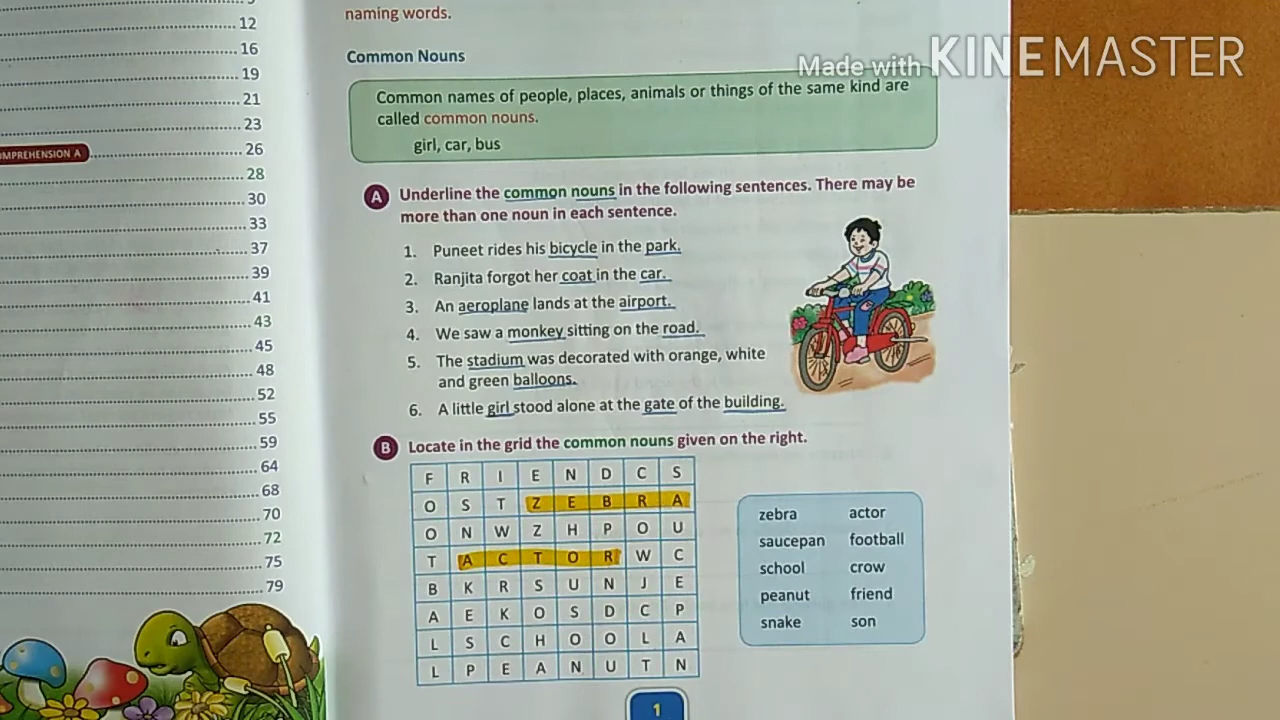 naming words.
Made with KINEMASTER
Common Nouns
Common names of people, places, animals or things of the same kind are
called common nouns.
girl, car, bus
A Underline the common nouns in the following sentences. There may be
more than one noun in each sentence.
1. Puneet rides his bicycle in the park.
2. Ranjita forgot her coat in the car.
3. An aeroplane lands at the airport.
4. We saw a monkey sitting on the road.
5. The stadium was decorated with orange, white
and green balloons.
6. A little girl stood alone at the gate of the building.
B Locate in the grid the common nouns given on the right.
F R I E N D C S
O S T Z E B R A
O N W Z H P O U
T A C T O R W C
B K R S U N J E
A E K O S D C P
L S C H O O L A
L P E A N U T N
zebra actor
saucepan football
school crow
peanut friend
snake son
1
12
16
19
21
23
OMPREHENSION A 26
28
30
33
37
39
41
43
45
48
52
55
59
64
68
70
72
75
79